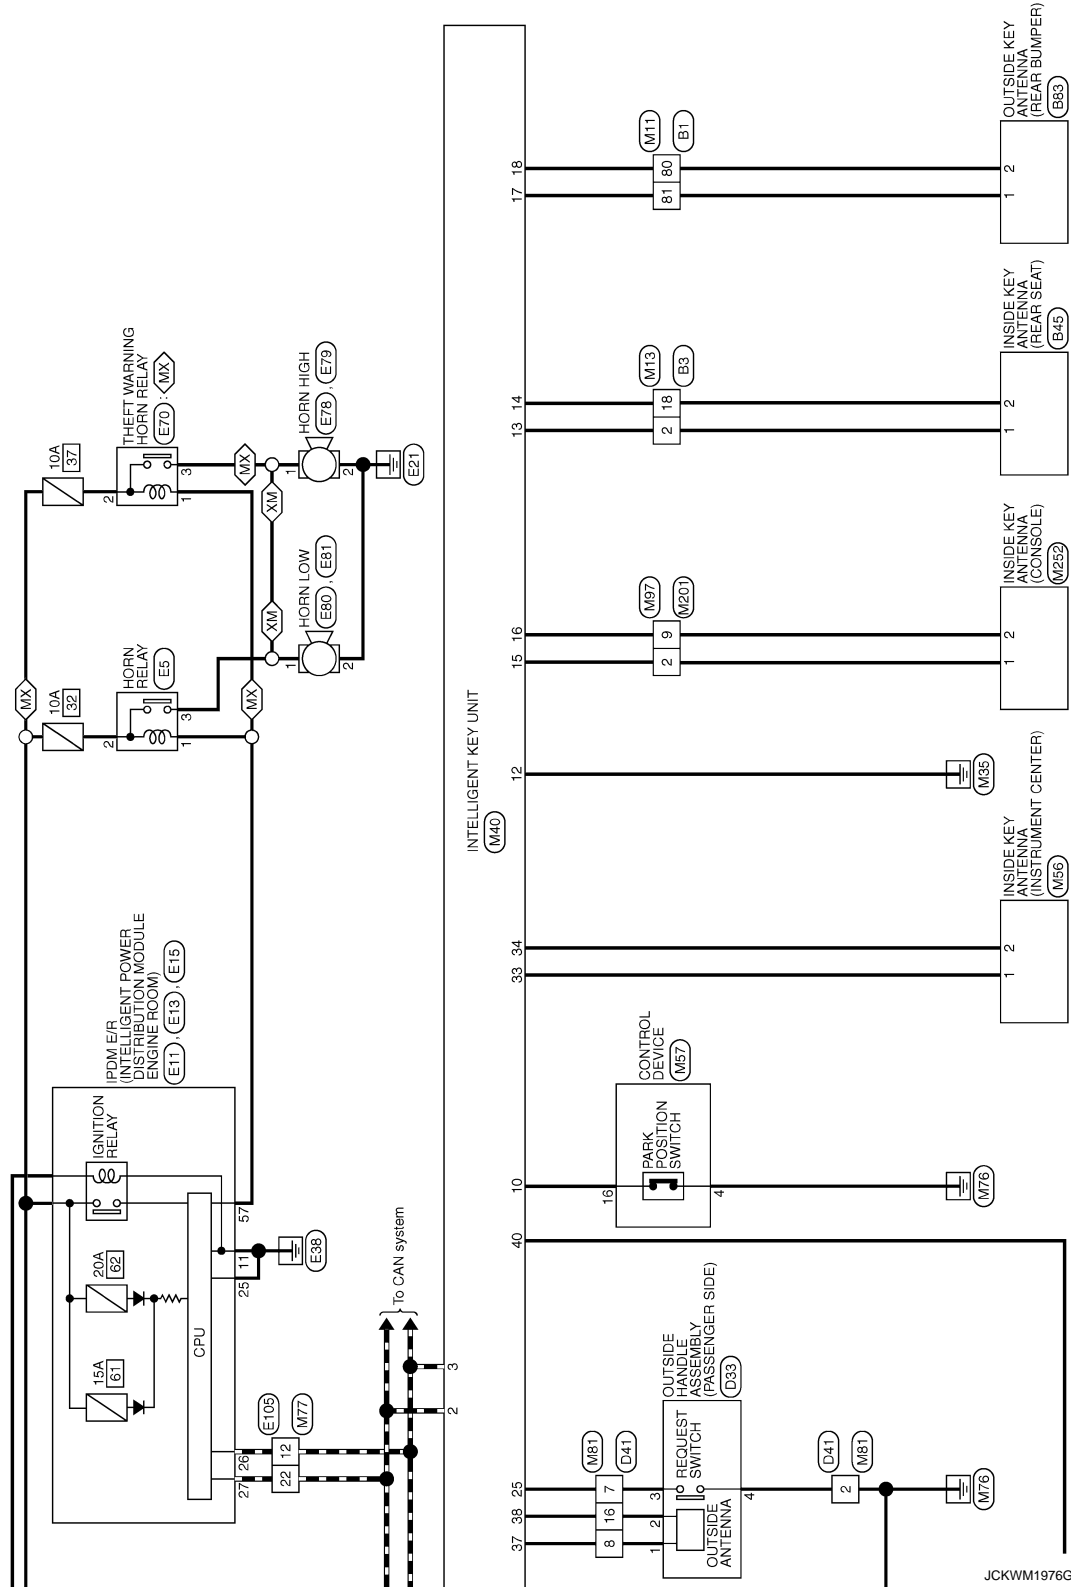 15A
61
20A
62
IGNITION
RELAY
IPDM E/R
(INTELLIGENT POWER
DISTRIBUTION MODULE
ENGINE ROOM)
E11 , E13 , E15
CPU
27 26 25 11 57
E38
MX
10A
32
HORN
RELAY
E5
2
1 3
MX
10A
37
THEFT WARNING
HORN RELAY
E70 : MX
2
1 3
MX
XM XM
HORN LOW
E80 , E81
1
2
HORN HIGH
E78 , E79
1
2
E21
22 12
E105
M77
To CAN system
2 3
INTELLIGENT KEY UNIT
M40
37 38 25 40 10 33 34 12 15 16 13 14 17 18
8 16 7
M81
D41
1 2 3
OUTSIDE
ANTENNA
REQUEST
SWITCH
OUTSIDE
HANDLE
ASSEMBLY
(PASSENGER SIDE)
D33
4
2
D41
M81
M76
16
PARK
POSITION
SWITCH
CONTROL
DEVICE
M57
4
M76
1 2
INSIDE KEY
ANTENNA
(INSTRUMENT CENTER)
M56
M35
2 9
M97
M201
1 2
INSIDE KEY
ANTENNA
(CONSOLE)
M252
2 18
M13
B3
1 2
INSIDE KEY
ANTENNA
(REAR SEAT)
B45
81 80
M11
B1
1 2
OUTSIDE KEY
ANTENNA
(REAR BUMPER)
B83
JCKWM1976G